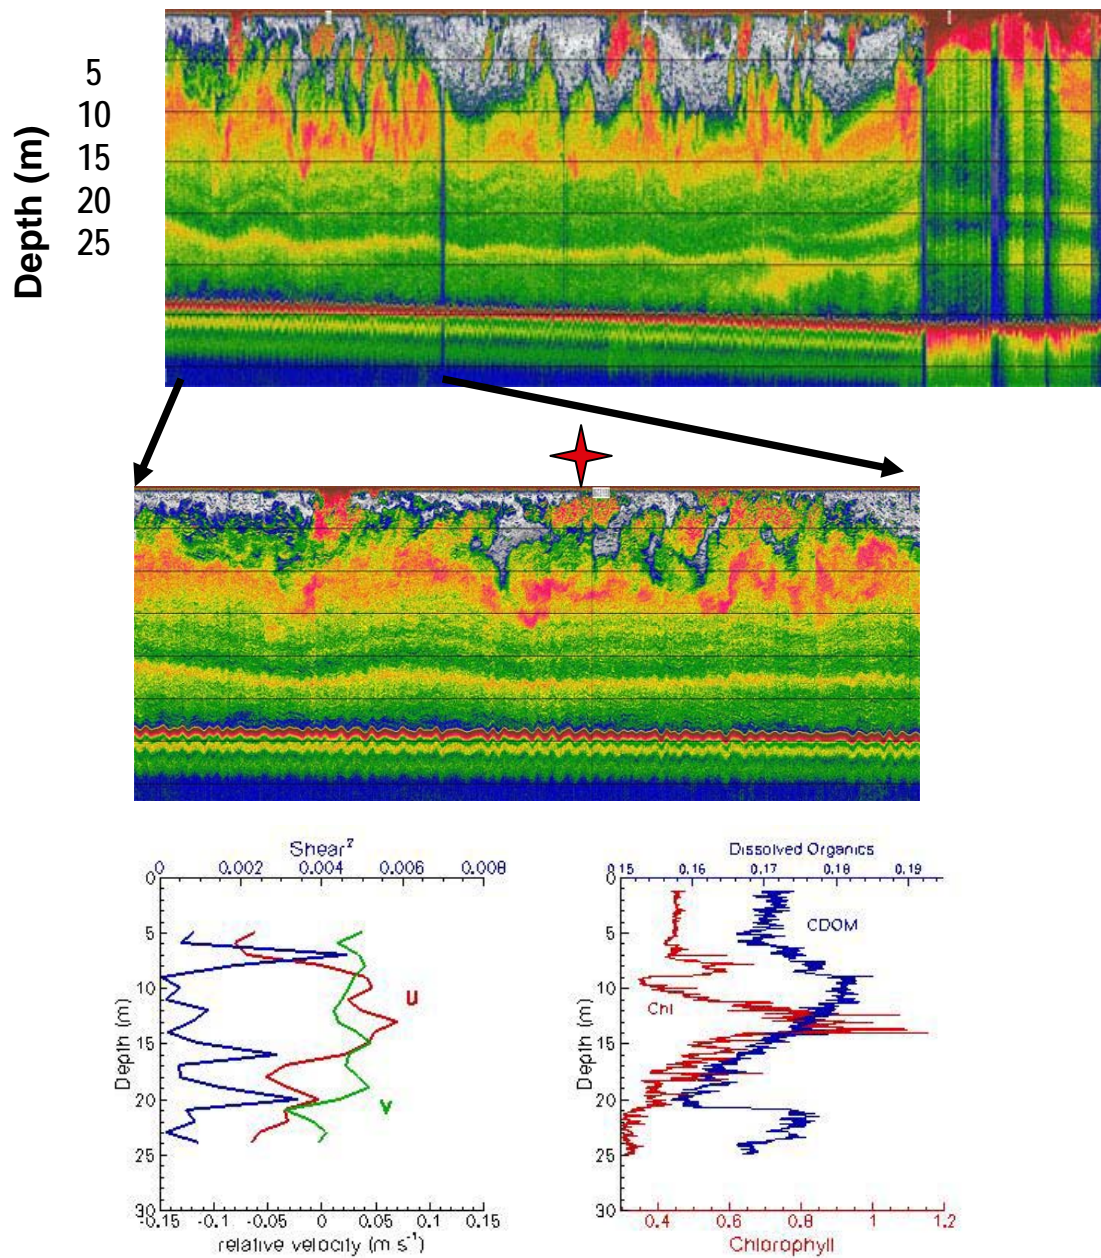 Depth (m)
5
10
15
20
25
Shear²
0 0.002 0.004 0.006 0.008
0
5
10
15
20
25
30
Depth (m)
u
v
-0.15 -0.1 -0.05 0 0.05 0.1 0.15
relative velocity (m s⁻¹)
Dissolved Organics
0.15 0.16 0.17 0.18 0.19
0
5
10
15
20
25
30
Depth (m)
CDOM
Chl
0.4 0.6 0.8 1 1.2
Chlorophyll